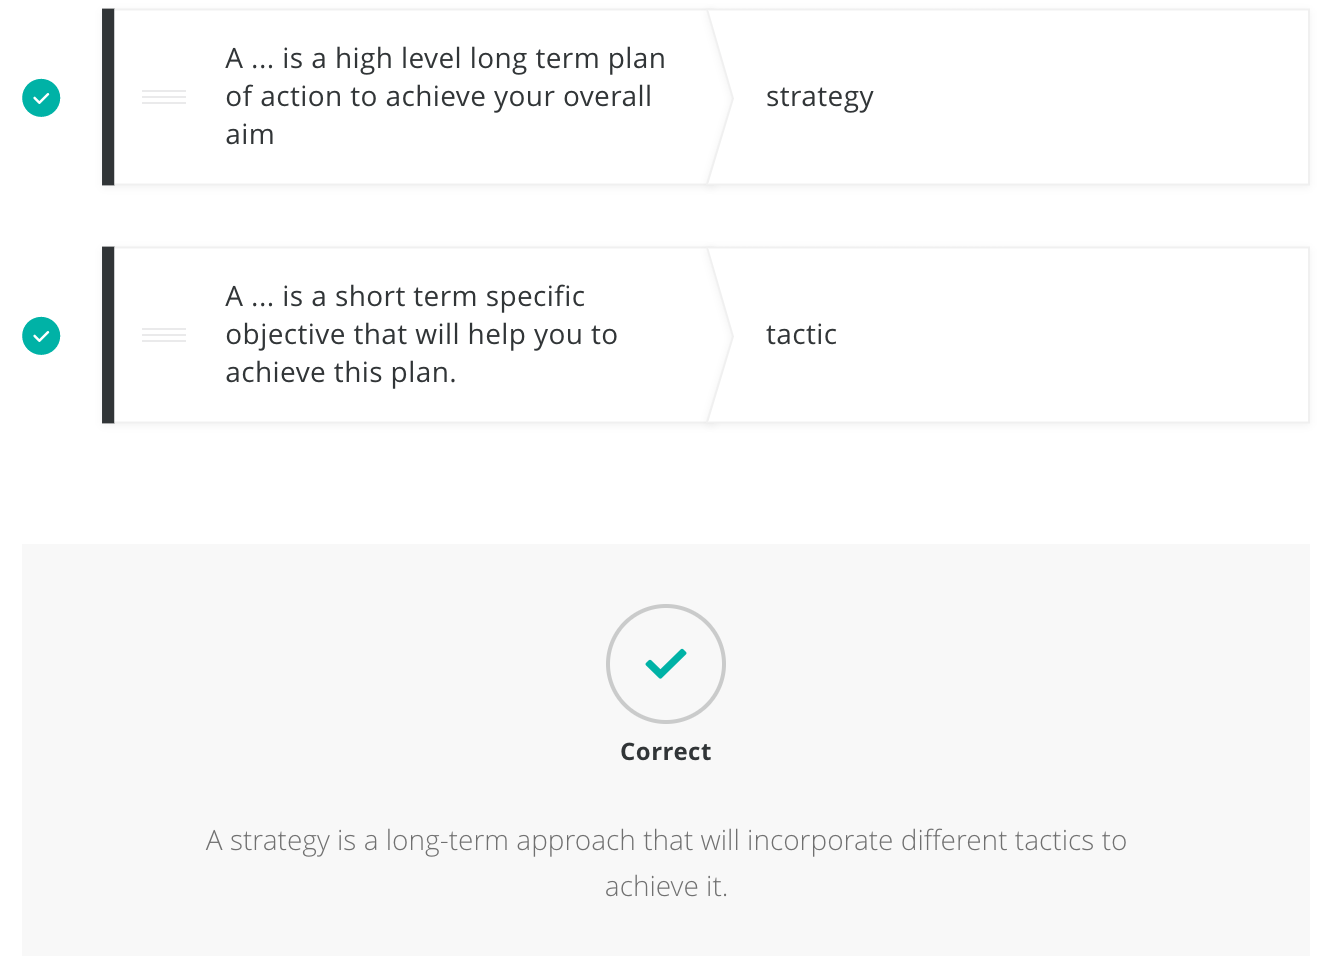 A ... is a high level long term plan
of action to achieve your overall
aim
strategy
A ... is a short term specific
objective that will help you to
achieve this plan.
tactic
Correct
A strategy is a long-term approach that will incorporate different tactics to
achieve it.